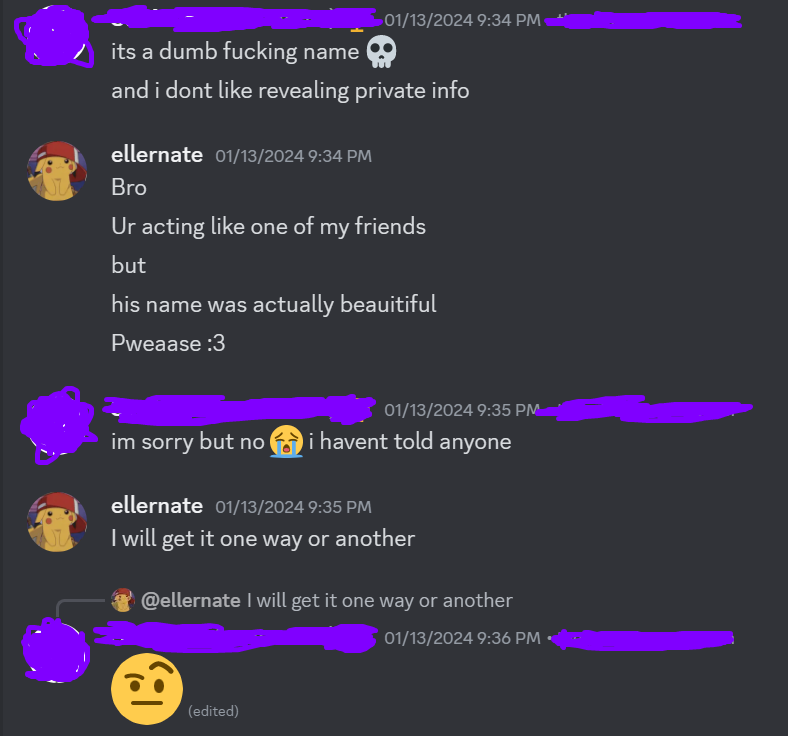 01/13/2024 9:34 PM
its a dumb fucking name 💀
and i dont like revealing private info
ellernate 01/13/2024 9:34 PM
Bro
Ur acting like one of my friends
but
his name was actually beauitiful
Pweaase :3
01/13/2024 9:35 PM
im sorry but no 😭 i havent told anyone
ellernate 01/13/2024 9:35 PM
I will get it one way or another
@ellernate I will get it one way or another
01/13/2024 9:36 PM •
🤨 (edited)